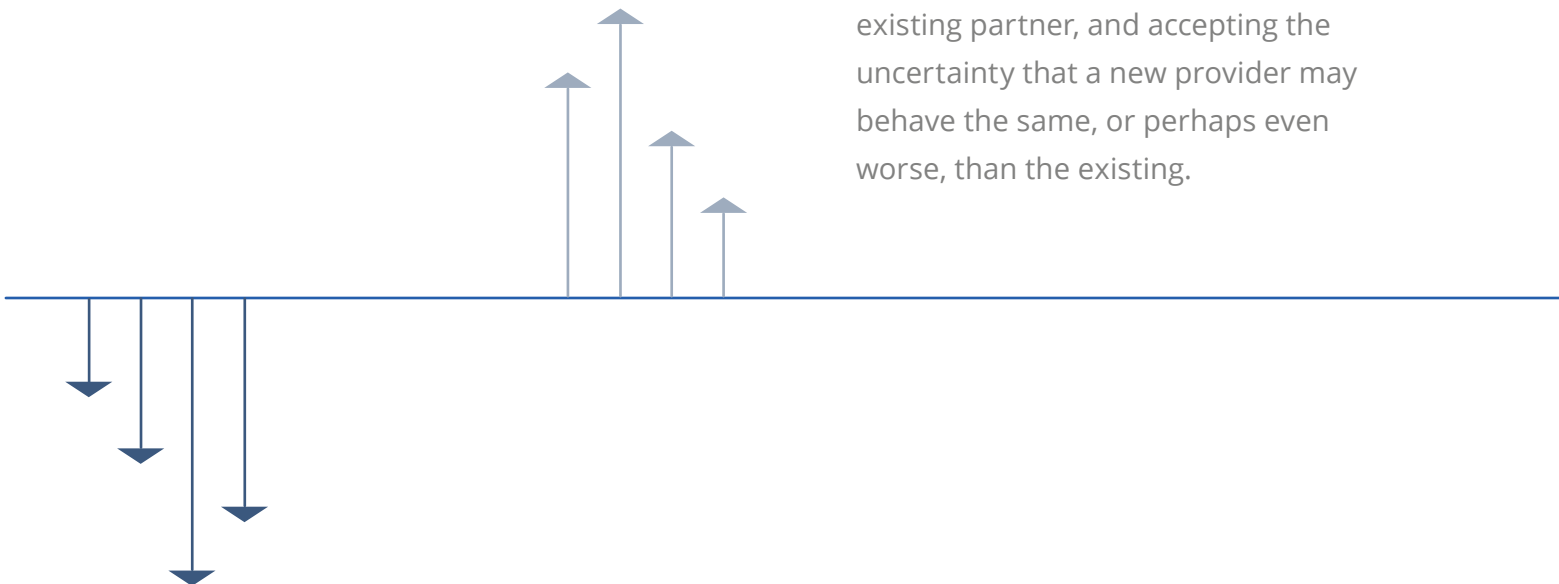 existing partner, and accepting the
uncertainty that a new provider may
behave the same, or perhaps even
worse, than the existing.